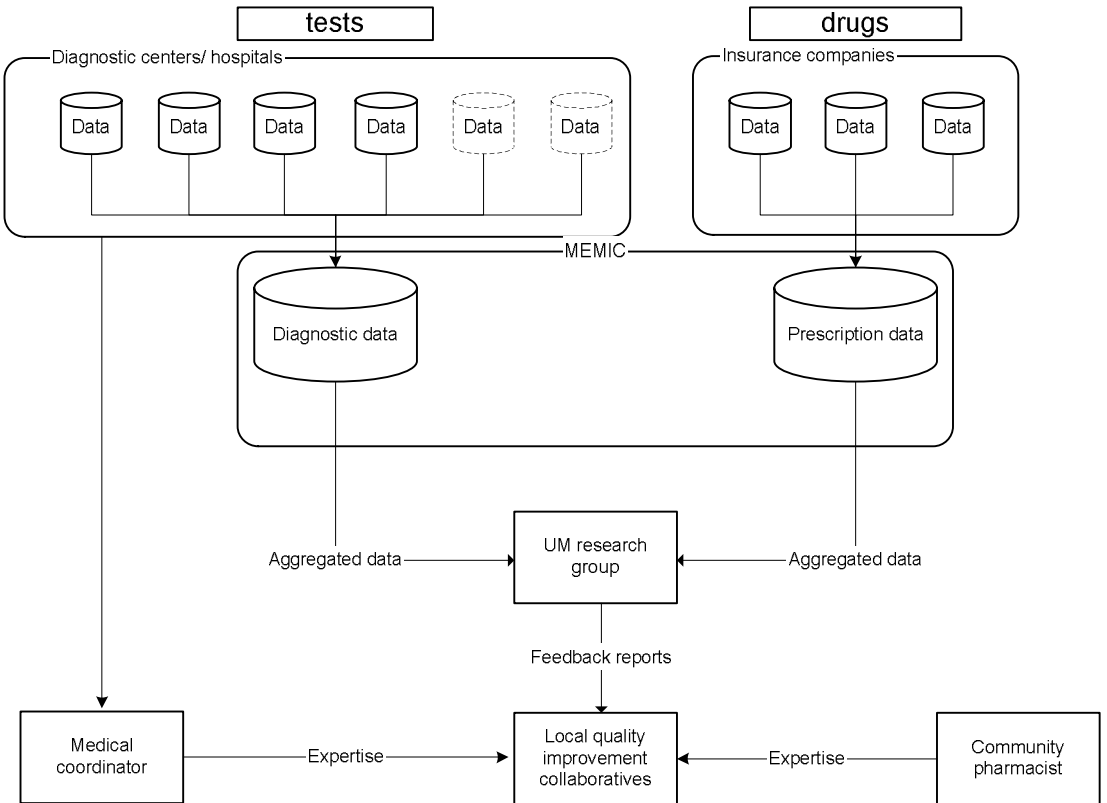 tests
drugs
Diagnostic centers/ hospitals
Insurance companies
Data
Data
Data
Data
Data
Data
Data
Data
Data
MEMIC
Diagnostic data
Prescription data
UM research
group
Aggregated data
Aggregated data
Feedback reports
Medical
coordinator
Expertise
Local quality
improvement
collaboratives
Expertise
Community
pharmacist